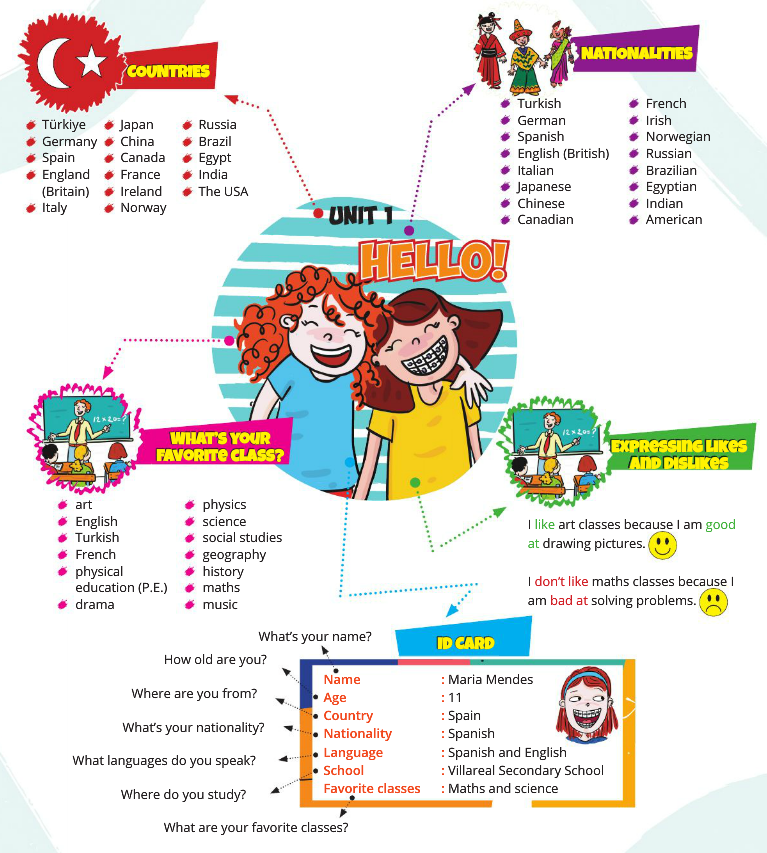 COUNTRIES
Türkiye
Germany
Spain
England
(Britain)
Italy
Japan
China
Canada
France
Ireland
Norway
Russia
Brazil
Egypt
India
The USA
NATIONALITIES
Turkish
German
Spanish
English (British)
Italian
Japanese
Chinese
Canadian
French
Irish
Norwegian
Russian
Brazilian
Egyptian
Indian
American
UNIT 1
HELLO!
12 x 20= ?
WHAT'S YOUR
FAVORITE CLASS?
art
English
Turkish
French
physical
education (P.E.)
drama
physics
science
social studies
geography
history
maths
music
12 x 20= ?
EXPRESSING LIKES
AND DISLIKES
I like art classes because I am good
at drawing pictures.
I don't like maths classes because I
am bad at solving problems.
ID CARD
What's your name?
How old are you?
Where are you from?
What's your nationality?
What languages do you speak?
Where do you study?
What are your favorite classes?
Name : Maria Mendes
Age : 11
Country : Spain
Nationality : Spanish
Language : Spanish and English
School : Villareal Secondary School
Favorite classes : Maths and science